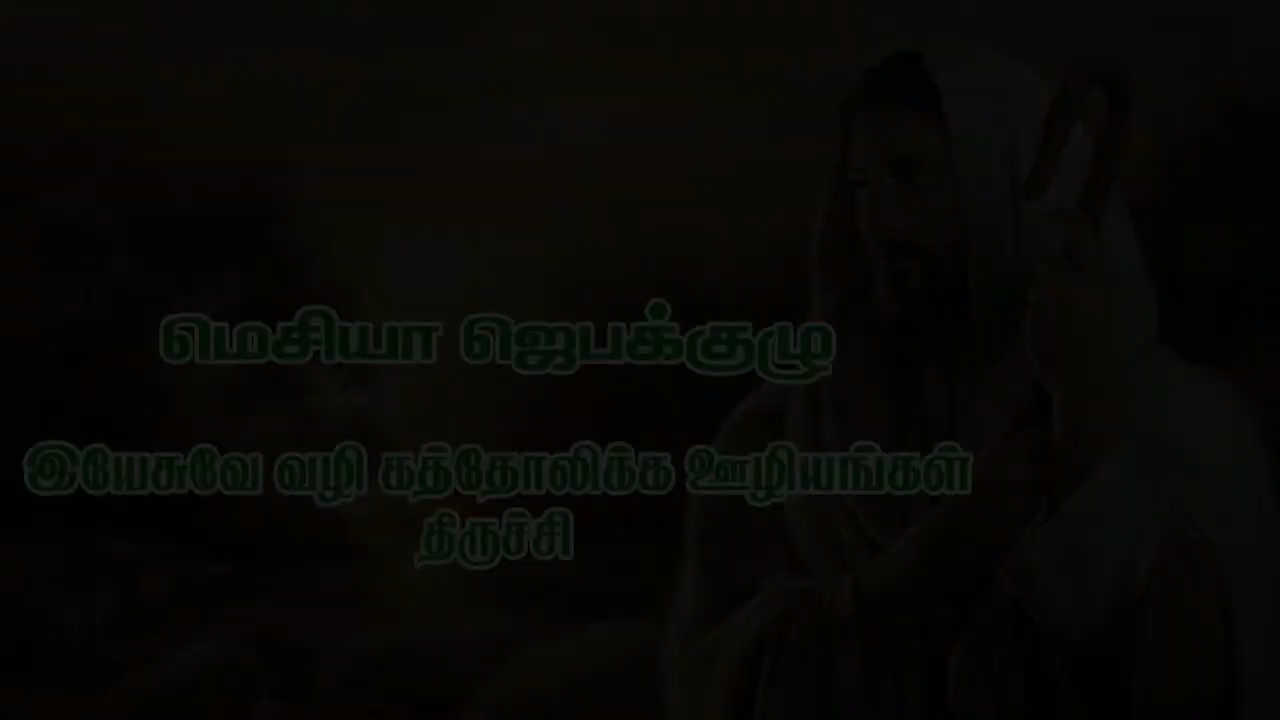 மெசியா ஜெபக்குழு
இயேசுவே வழி கத்தோலிக்க ஊழியங்கள்
திருச்சி